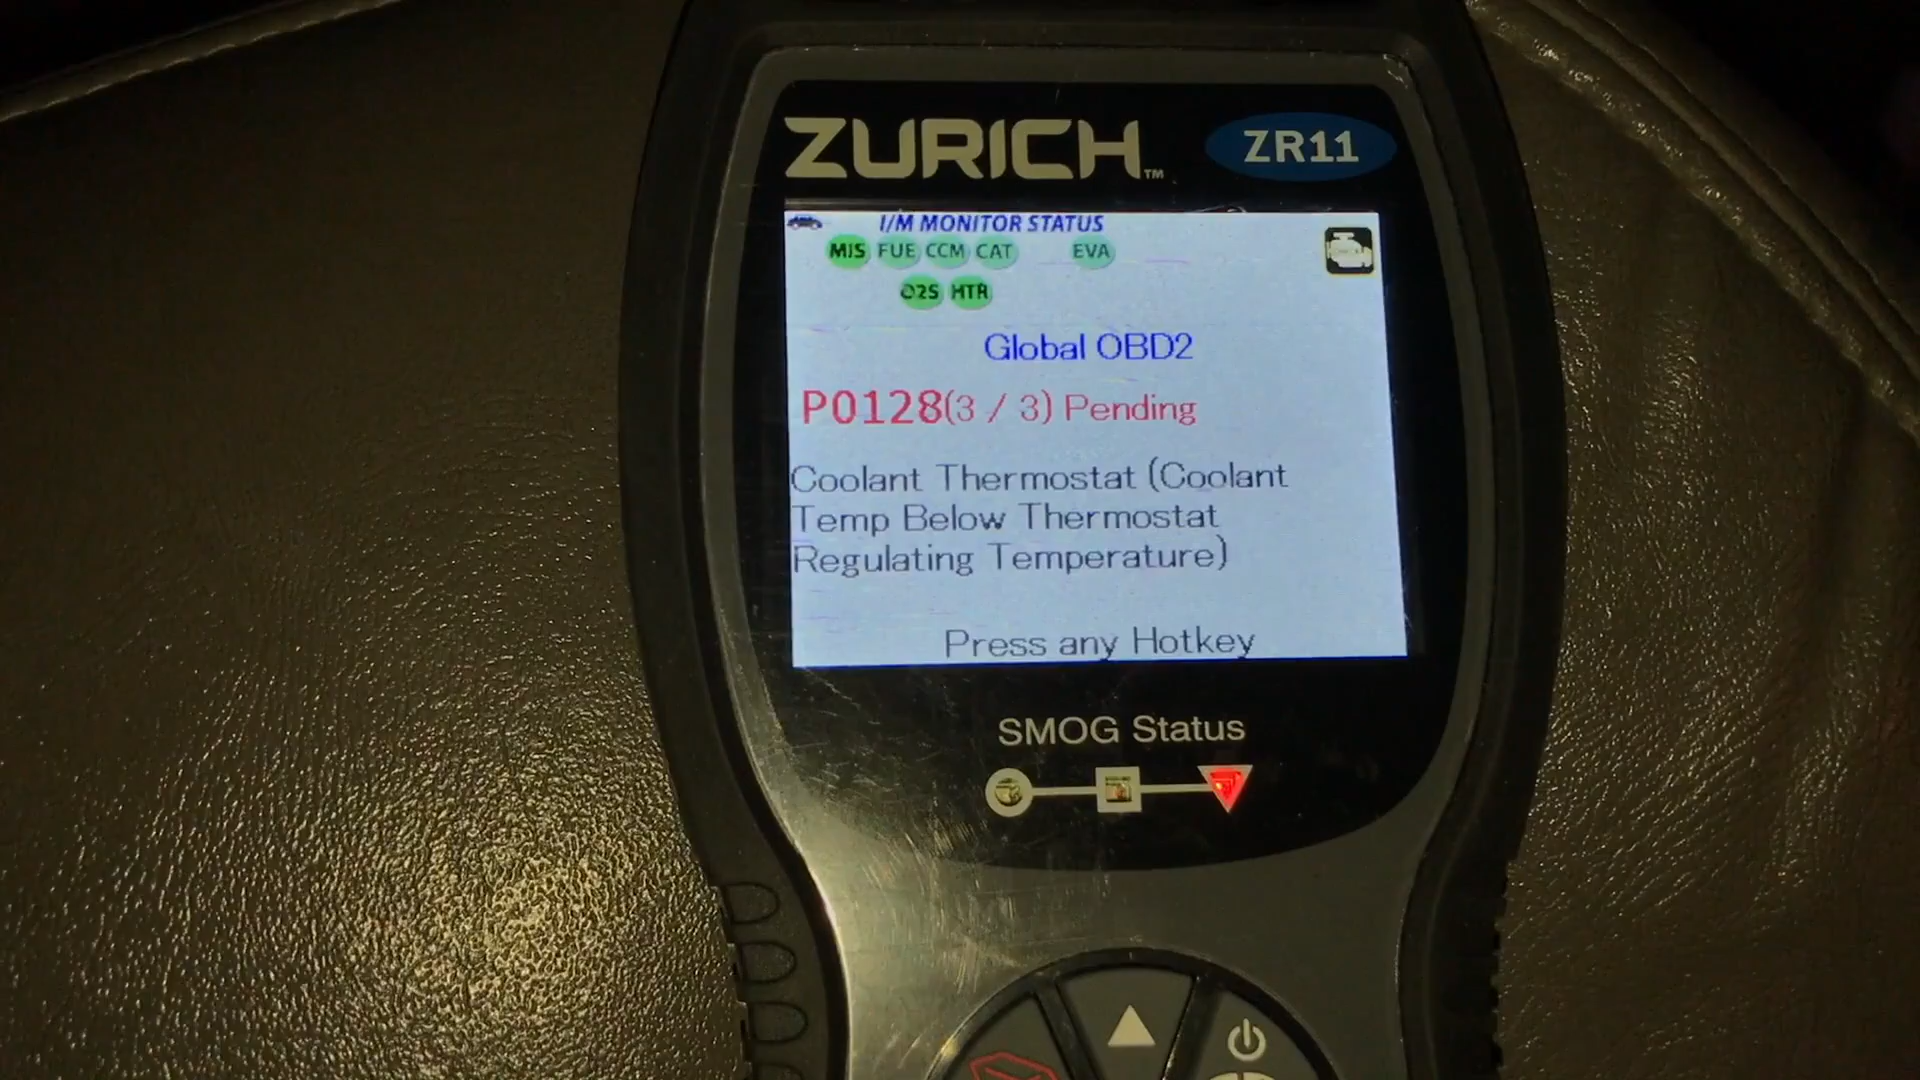 ZURICH™ ZR11
I/M MONITOR STATUS
MIS FUE CCM CAT EVA
O2S HTR
Global OBD2
P0128(3 / 3) Pending
Coolant Thermostat (Coolant
Temp Below Thermostat
Regulating Temperature)
Press any Hotkey
SMOG Status